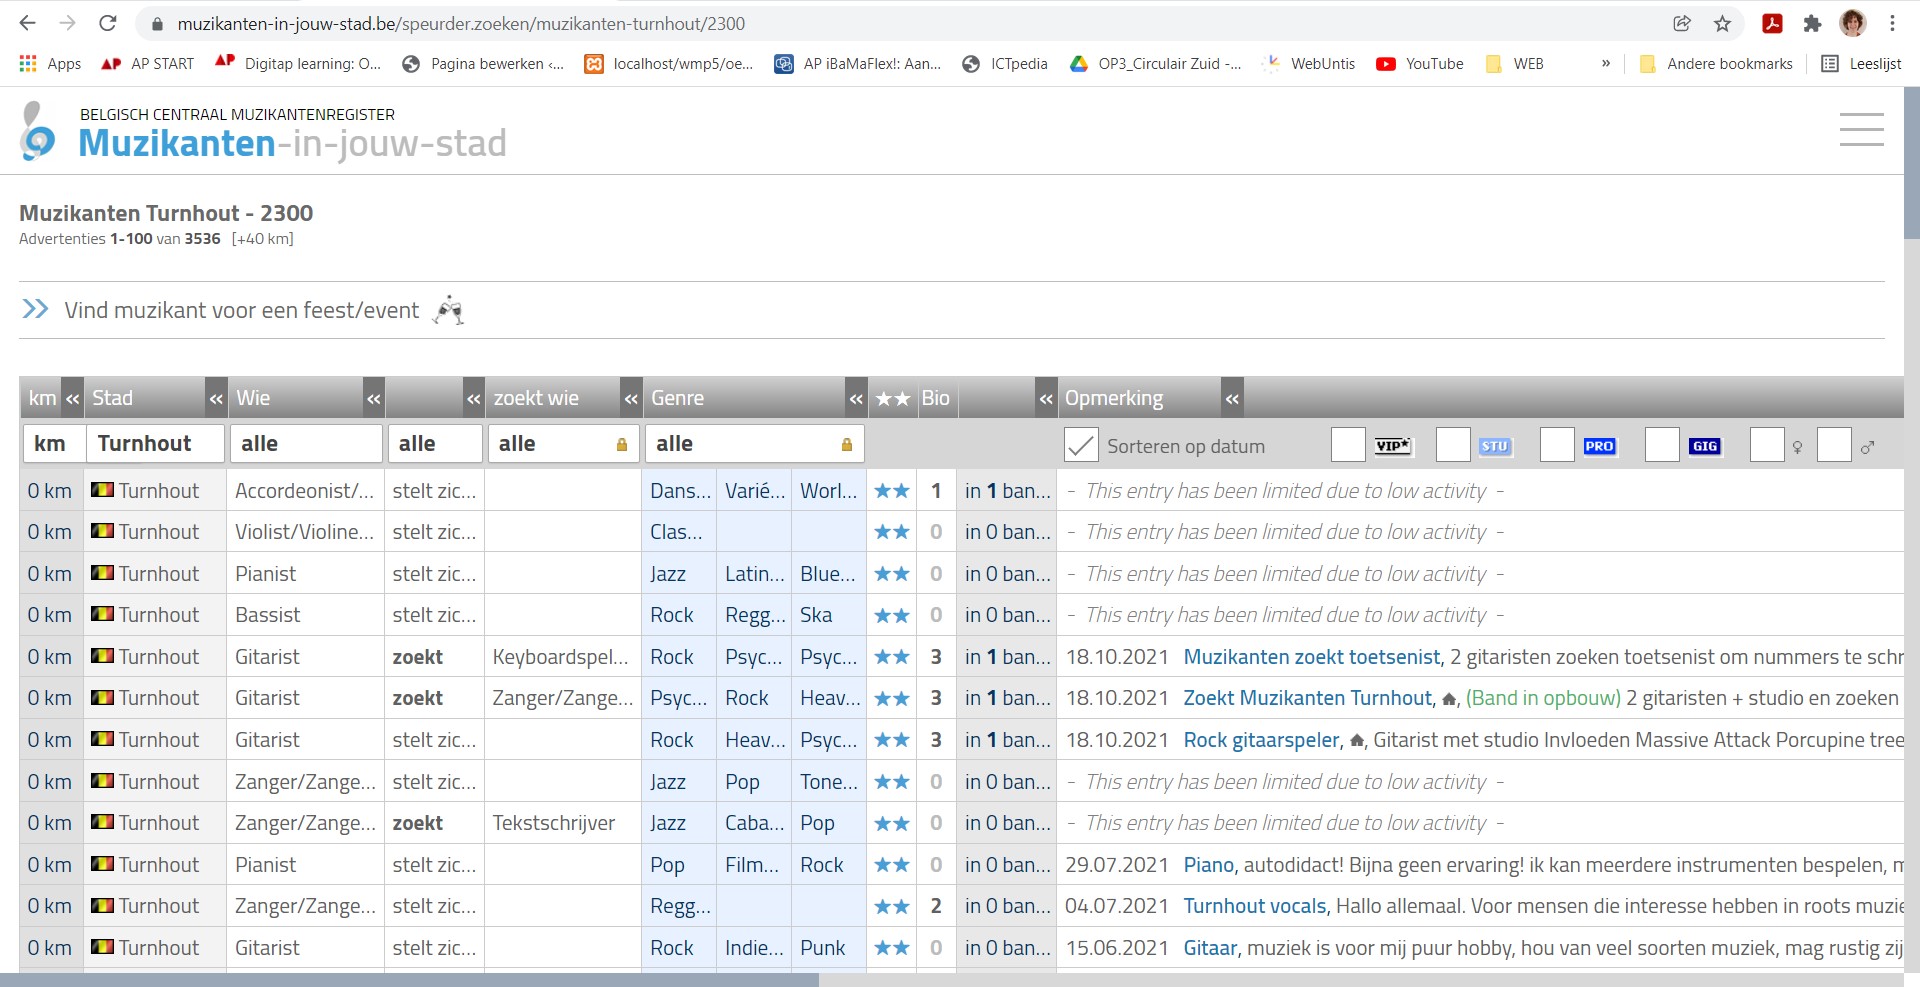 muzikanten-in-jouw-stad.be/speurder.zoeken/muzikanten-turnhout/2300
Apps AP START Digitap learning: O... Pagina bewerken ‹... localhost/wmp5/oe... AP iBaMaFlex!: Aan... ICTpedia OP3_Circulair Zuid -... WebUntis YouTube WEB » Andere bookmarks Leeslijst
BELGISCH CENTRAAL MUZIKANTENREGISTER
Muzikanten-in-jouw-stad
Muzikanten Turnhout - 2300
Advertenties 1-100 van 3536 [+40 km]
Vind muzikant voor een feest/event
km « Stad « Wie « « zoekt wie « Genre « ★★ Bio « Opmerking «
km Turnhout alle alle alle alle Sorteren op datum VIP★ STU PRO GIG ♀ ♂
0 km Turnhout Accordeonist/... stelt zic... Dans... Varié... Worl... ★★ 1 in 1 ban... - This entry has been limited due to low activity -
0 km Turnhout Violist/Violine... stelt zic... Clas... ★★ 0 in 0 ban... - This entry has been limited due to low activity -
0 km Turnhout Pianist stelt zic... Jazz Latin... Blue... ★★ 0 in 0 ban... - This entry has been limited due to low activity -
0 km Turnhout Bassist stelt zic... Rock Regg... Ska ★★ 0 in 0 ban... - This entry has been limited due to low activity -
0 km Turnhout Gitarist zoekt Keyboardspel... Rock Psyc... Psyc... ★★ 3 in 1 ban... 18.10.2021 Muzikanten zoekt toetsenist, 2 gitaristen zoeken toetsenist om nummers te schr
0 km Turnhout Gitarist zoekt Zanger/Zange... Psyc... Rock Heav... ★★ 3 in 1 ban... 18.10.2021 Zoekt Muzikanten Turnhout, , (Band in opbouw) 2 gitaristen + studio en zoeken
0 km Turnhout Gitarist stelt zic... Rock Heav... Psyc... ★★ 3 in 1 ban... 18.10.2021 Rock gitaarspeler, , Gitarist met studio Invloeden Massive Attack Porcupine tree
0 km Turnhout Zanger/Zange... stelt zic... Jazz Pop Tone... ★★ 0 in 0 ban... - This entry has been limited due to low activity -
0 km Turnhout Zanger/Zange... zoekt Tekstschrijver Jazz Caba... Pop ★★ 0 in 0 ban... - This entry has been limited due to low activity -
0 km Turnhout Pianist stelt zic... Pop Film... Rock ★★ 0 in 0 ban... 29.07.2021 Piano, autodidact! Bijna geen ervaring! ik kan meerdere instrumenten bespelen, m
0 km Turnhout Zanger/Zange... stelt zic... Regg... ★★ 2 in 0 ban... 04.07.2021 Turnhout vocals, Hallo allemaal. Voor mensen die interesse hebben in roots muzie
0 km Turnhout Gitarist stelt zic... Rock Indie... Punk ★★ 0 in 0 ban... 15.06.2021 Gitaar, muziek is voor mij puur hobby, hou van veel soorten muziek, mag rustig zij